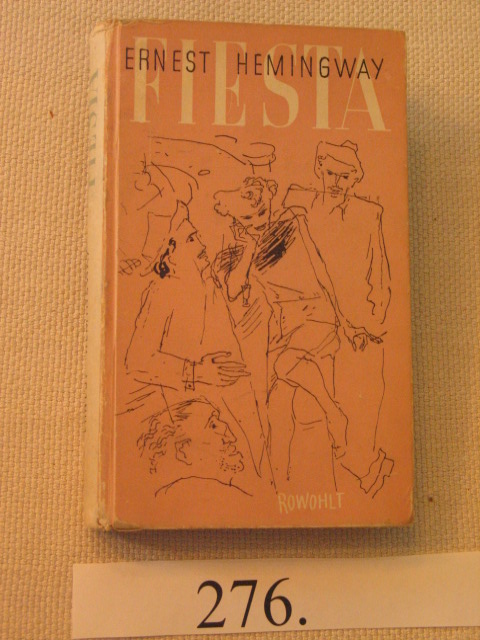 ERNEST HEMINGWAY
FIESTA
ROWOHLT
276.